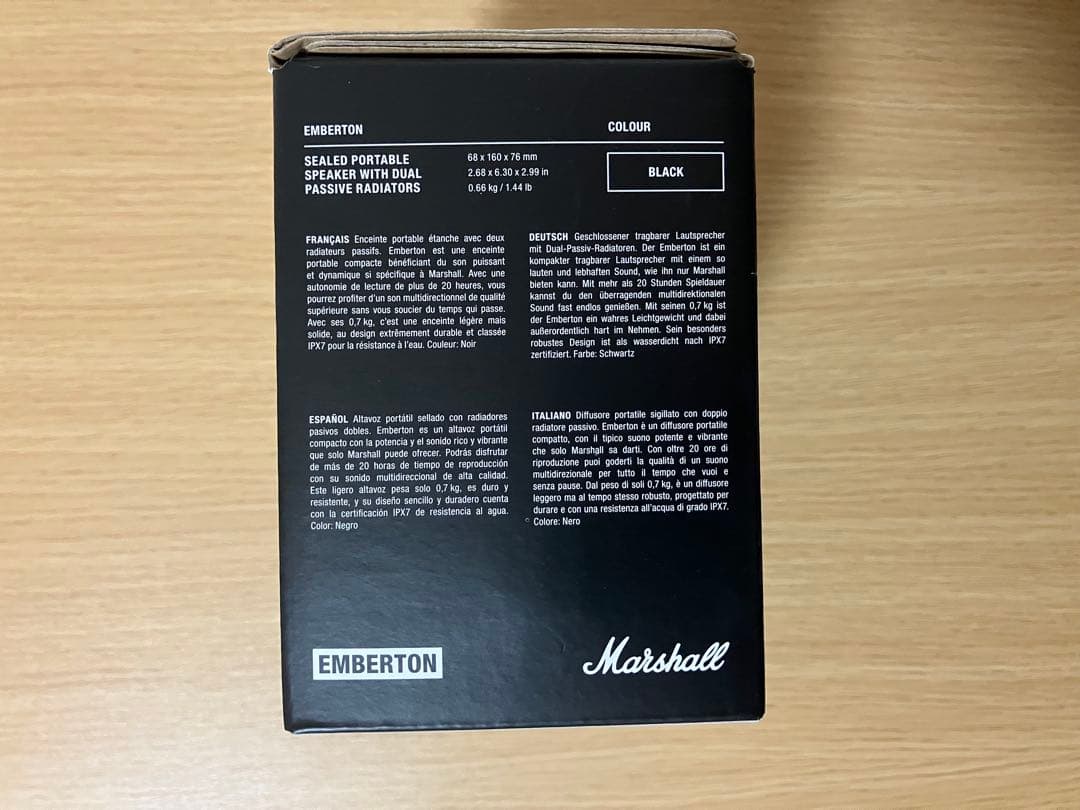 EMBERTON
COLOUR
SEALED PORTABLE
SPEAKER WITH DUAL
PASSIVE RADIATORS
68 x 160 x 76 mm
2.68 x 6.30 x 2.99 in
0.66 kg / 1.44 lb
BLACK
FRANÇAIS Enceinte portable étanche avec deux
radiateurs passifs. Emberton est une enceinte
portable compacte bénéficiant du son puissant
et dynamique si spécifique à Marshall. Avec une
autonomie de lecture de plus de 20 heures, vous
pourrez profiter d'un son multidirectionnel de qualité
supérieure sans vous soucier du temps qui passe.
Avec ses 0,7 kg, c'est une enceinte légère mais
solide, au design extrêmement durable et classée
IPX7 pour la résistance à l'eau. Couleur: Noir
DEUTSCH Geschlossener tragbarer Lautsprecher
mit Dual-Passiv-Radiatoren. Der Emberton ist ein
kompakter tragbarer Lautsprecher mit einem so
lauten und lebhaften Sound, wie ihn nur Marshall
bieten kann. Mit mehr als 20 Stunden Spieldauer
kannst du den überragenden multidirektionalen
Sound fast endlos genießen. Mit seinen 0,7 kg ist
der Emberton ein wahres Leichtgewicht und dabei
außerordentlich hart im Nehmen. Sein besonders
robustes Design ist als wasserdicht nach IPX7
zertifiziert. Farbe: Schwartz
ESPAÑOL Altavoz portátil sellado con radiadores
pasivos dobles. Emberton es un altavoz portátil
compacto con la potencia y el sonido rico y vibrante
que solo Marshall puede ofrecer. Podrás disfrutar
de más de 20 horas de tiempo de reproducción
con su sonido multidireccional de alta calidad.
Este ligero altavoz pesa solo 0,7 kg, es duro y
resistente, y su diseño sencillo y duradero cuenta
con la certificación IPX7 de resistencia al agua.
Color: Negro
ITALIANO Diffusore portatile sigillato con doppio
radiatore passivo. Emberton è un diffusore portatile
compatto, con il tipico suono potente e vibrante
che solo Marshall sa darti. Con oltre 20 ore di
riproduzione puoi goderti la qualità di un suono
multidirezionale per tutto il tempo che vuoi e
senza pause. Dal peso di soli 0,7 kg, è un diffusore
leggero ma al tempo stesso robusto, progettato per
durare e con una resistenza all'acqua di grado IPX7.
Colore: Nero
EMBERTON
Marshall